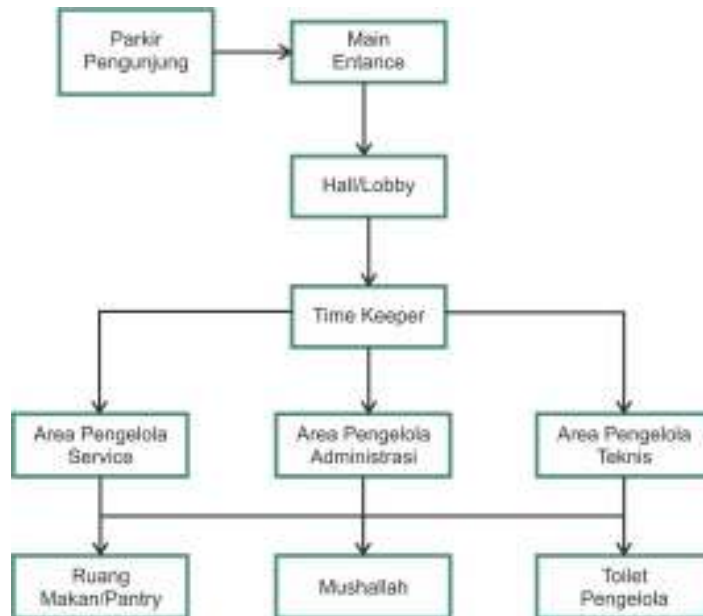 Parkir
Pengunjung
Main
Entance
Hall/Lobby
Time Keeper
Area Pengelola
Service
Area Pengelola
Administrasi
Area Pengelola
Teknis
Ruang
Makan/Pantry
Mushallah
Toilet
Pengelola